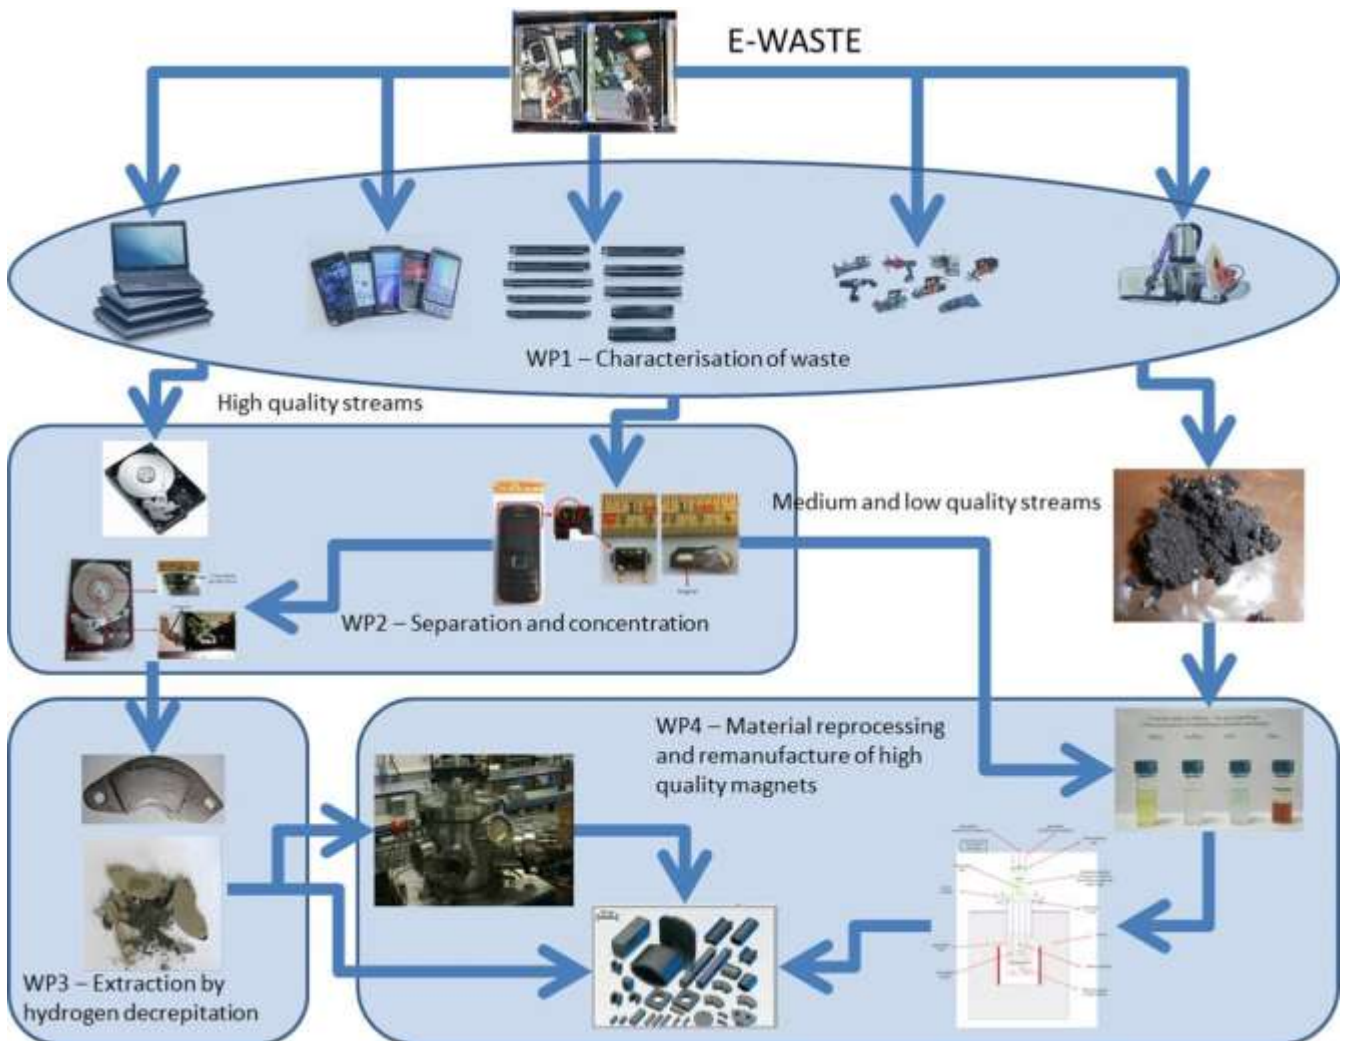 E-WASTE
WP1 – Characterisation of waste
High quality streams
Medium and low quality streams
WP2 – Separation and concentration
WP4 – Material reprocessing
and remanufacture of high
quality magnets
WP3 – Extraction by
hydrogen decrepitation